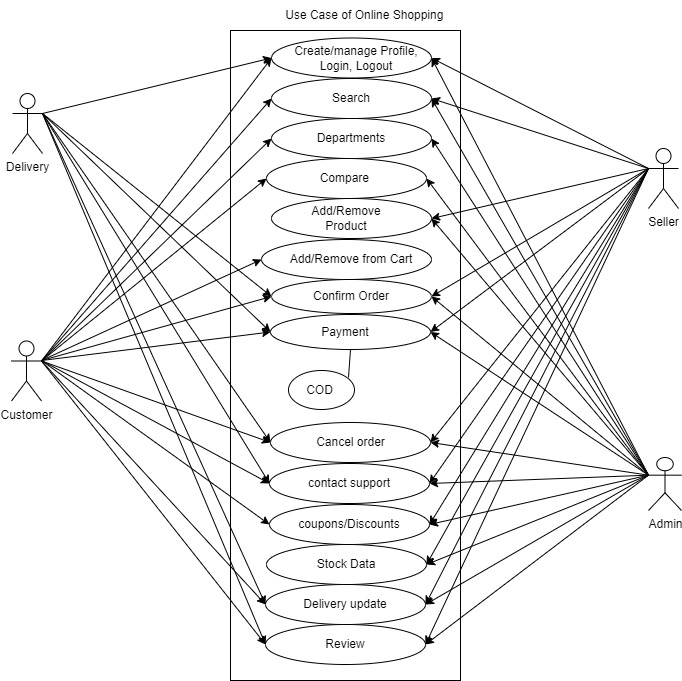 Use Case of Online Shopping
Create/manage Profile,
Login, Logout
Search
Departments
Compare
Add/Remove
Product
Add/Remove from Cart
Confirm Order
Payment
COD
Cancel order
contact support
coupons/Discounts
Stock Data
Delivery update
Review
Delivery
Customer
Seller
Admin